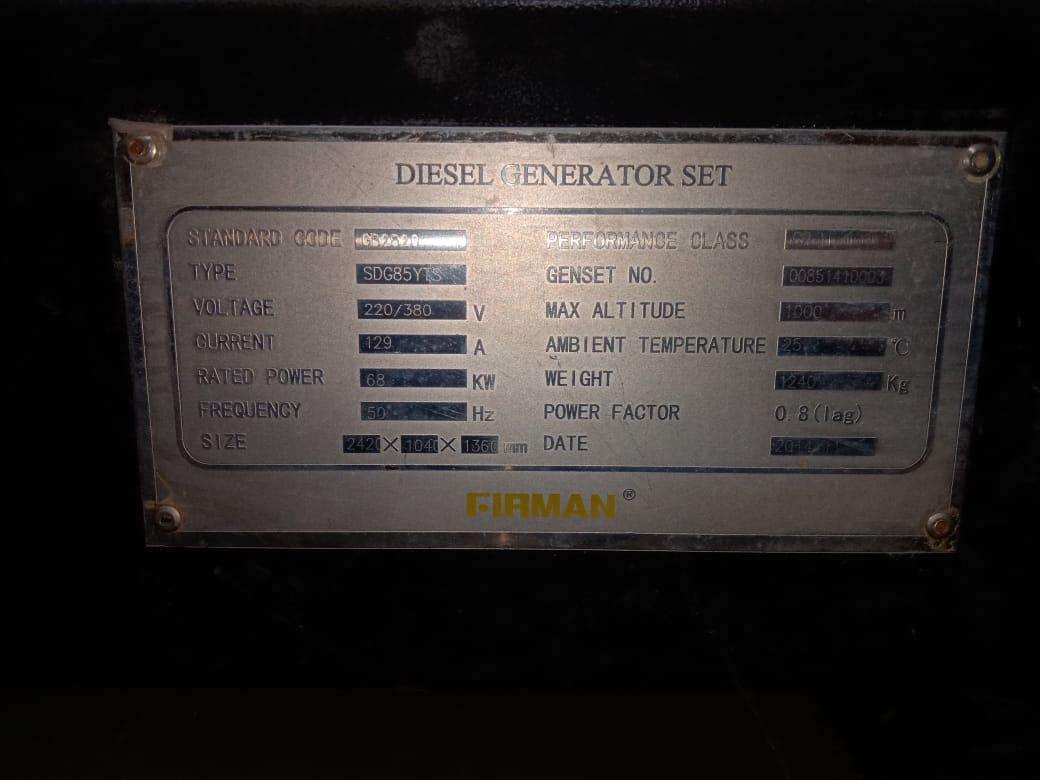 DIESEL GENERATOR SET
STANDARD CODE GB2820 PERFORMANCE CLASS
TYPE SDG85YTS GENSET NO. 00851410003
VOLTAGE 220/380 V MAX ALTITUDE 1000 m
CURRENT 129 A AMBIENT TEMPERATURE 25 ℃
RATED POWER 68 KW WEIGHT 1240 Kg
FREQUENCY 50 Hz POWER FACTOR 0.8(lag)
SIZE 2420×1040×1360 mm DATE
FIRMAN®